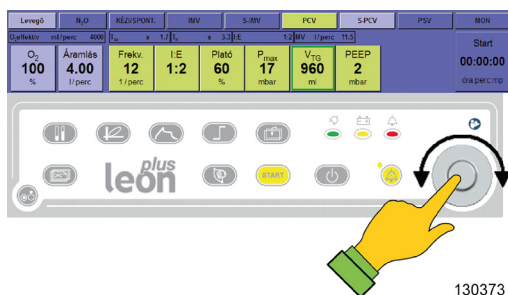 Levegő N₂O KÉZI/SPONT. IMV S-IMV PCV S-PCV PSV MON
O₂effektív ml/perc 4000 T s 1.7 T s 3.3 I:E 1:2 MV l/perc 11.5
O₂ Áramlás Frekv. I:E Plató Pmax VTG PEEP Start
100 4.00 12 1:2 60 17 960 2 00:00:00
% l/perc 1/perc % mbar ml mbar óra:perc:mp
leon plus
START
130373